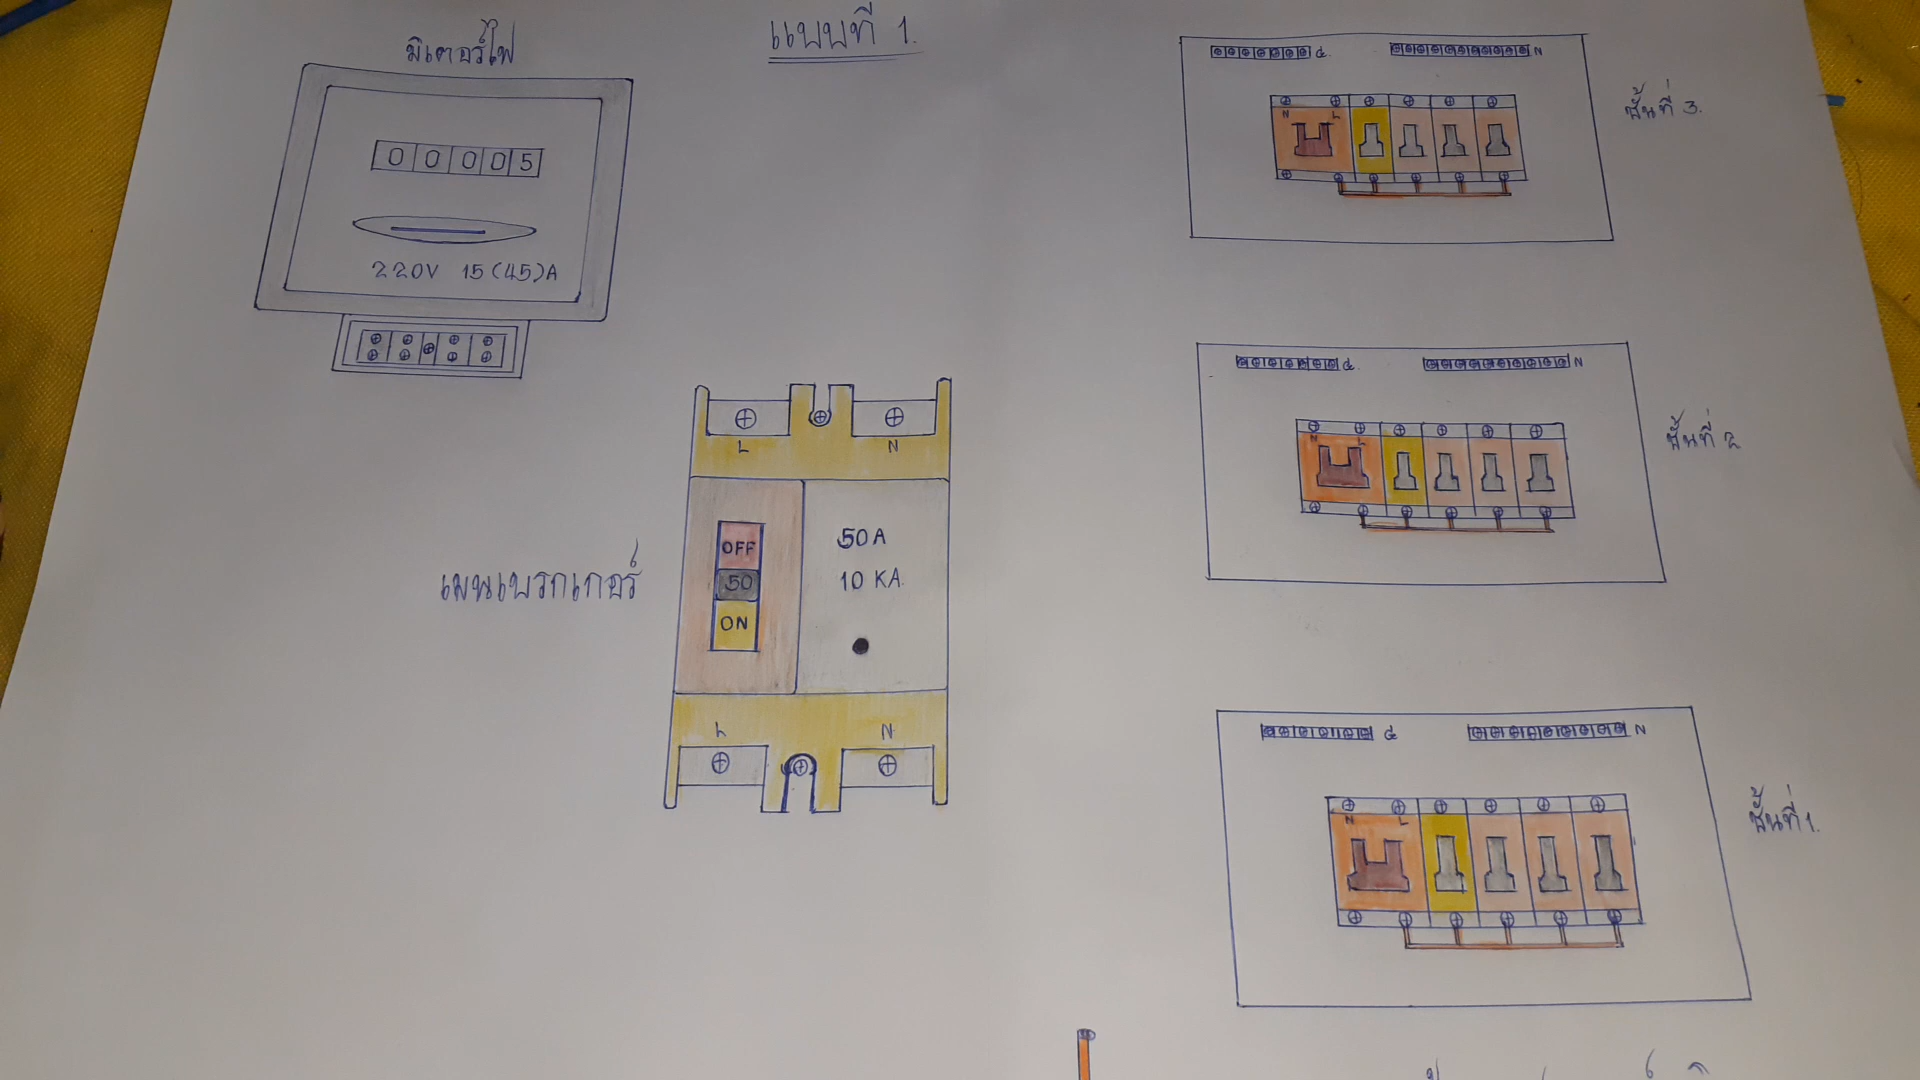 แบบที่ 1.
มิเตอร์ไฟ
00005
220V 15(45)A
เมนเบรกเกอร์
L N
OFF
50
ON
50A
10 KA
L N
G N
N L
ชั้นที่ 3.
G N
N L
ชั้นที่ 2
G N
N L
ชั้นที่ 1.